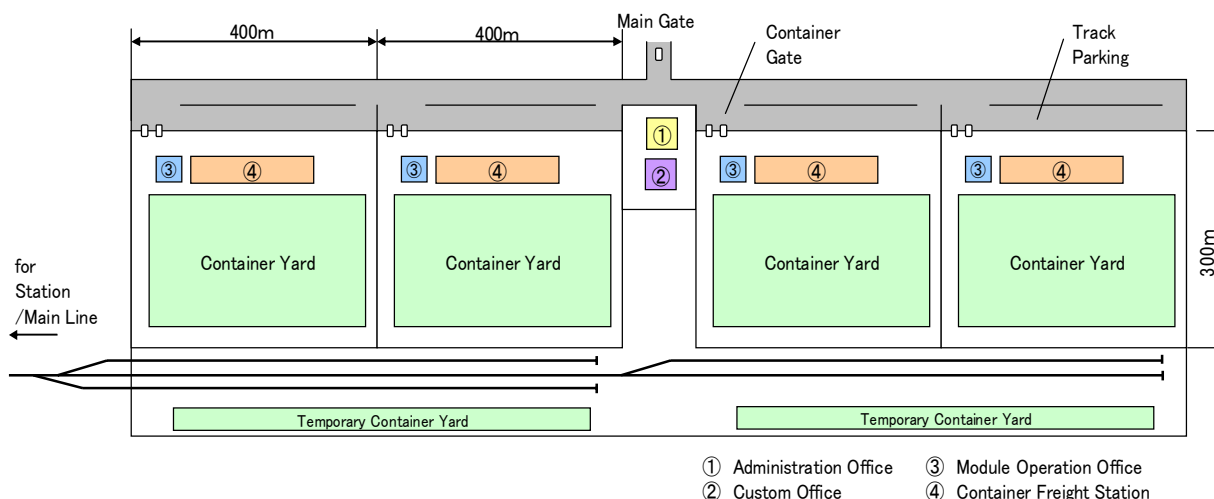 Main Gate
400m
400m
Container
Gate
Track
Parking
①
②
③
④
③
④
③
④
③
④
Container Yard
Container Yard
Container Yard
Container Yard
300m
for
Station
/Main Line
Temporary Container Yard
Temporary Container Yard
① Administration Office
③ Module Operation Office
② Custom Office
④ Container Freight Station